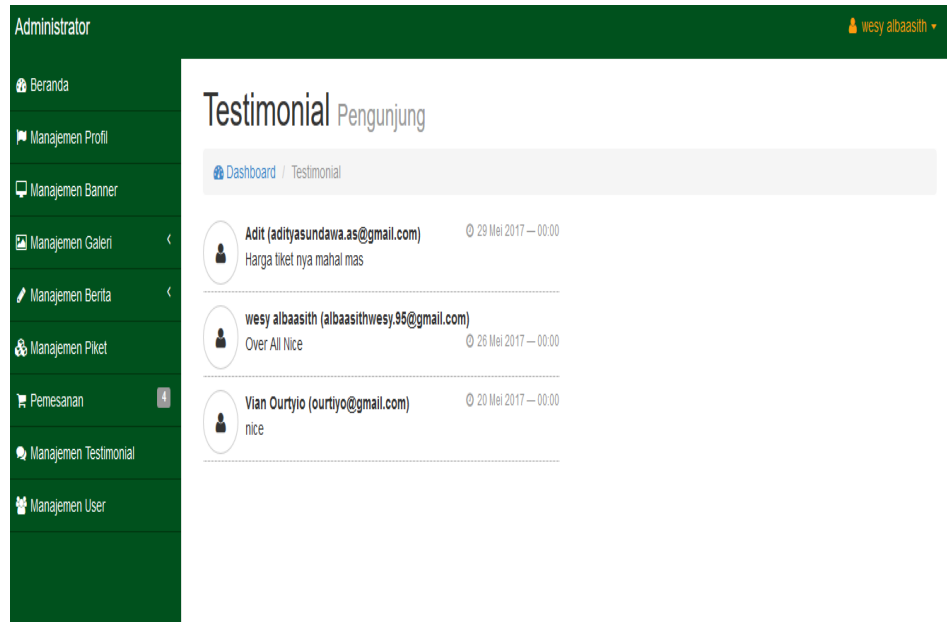 Administrator
wesy albaasith
Beranda
Manajemen Profil
Manajemen Banner
Manajemen Galeri
Manajemen Berita
Manajemen Piket
Pemesanan 4
Manajemen Testimonial
Manajemen User
Testimonial Pengunjung
Dashboard / Testimonial
Adit (adityasundawa.as@gmail.com) 29 Mei 2017 — 00:00
Harga tiket nya mahal mas
wesy albaasith (albaasithwesy.95@gmail.com)
Over All Nice 26 Mei 2017 — 00:00
Vian Ourtyio (ourtiyo@gmail.com) 20 Mei 2017 — 00:00
nice